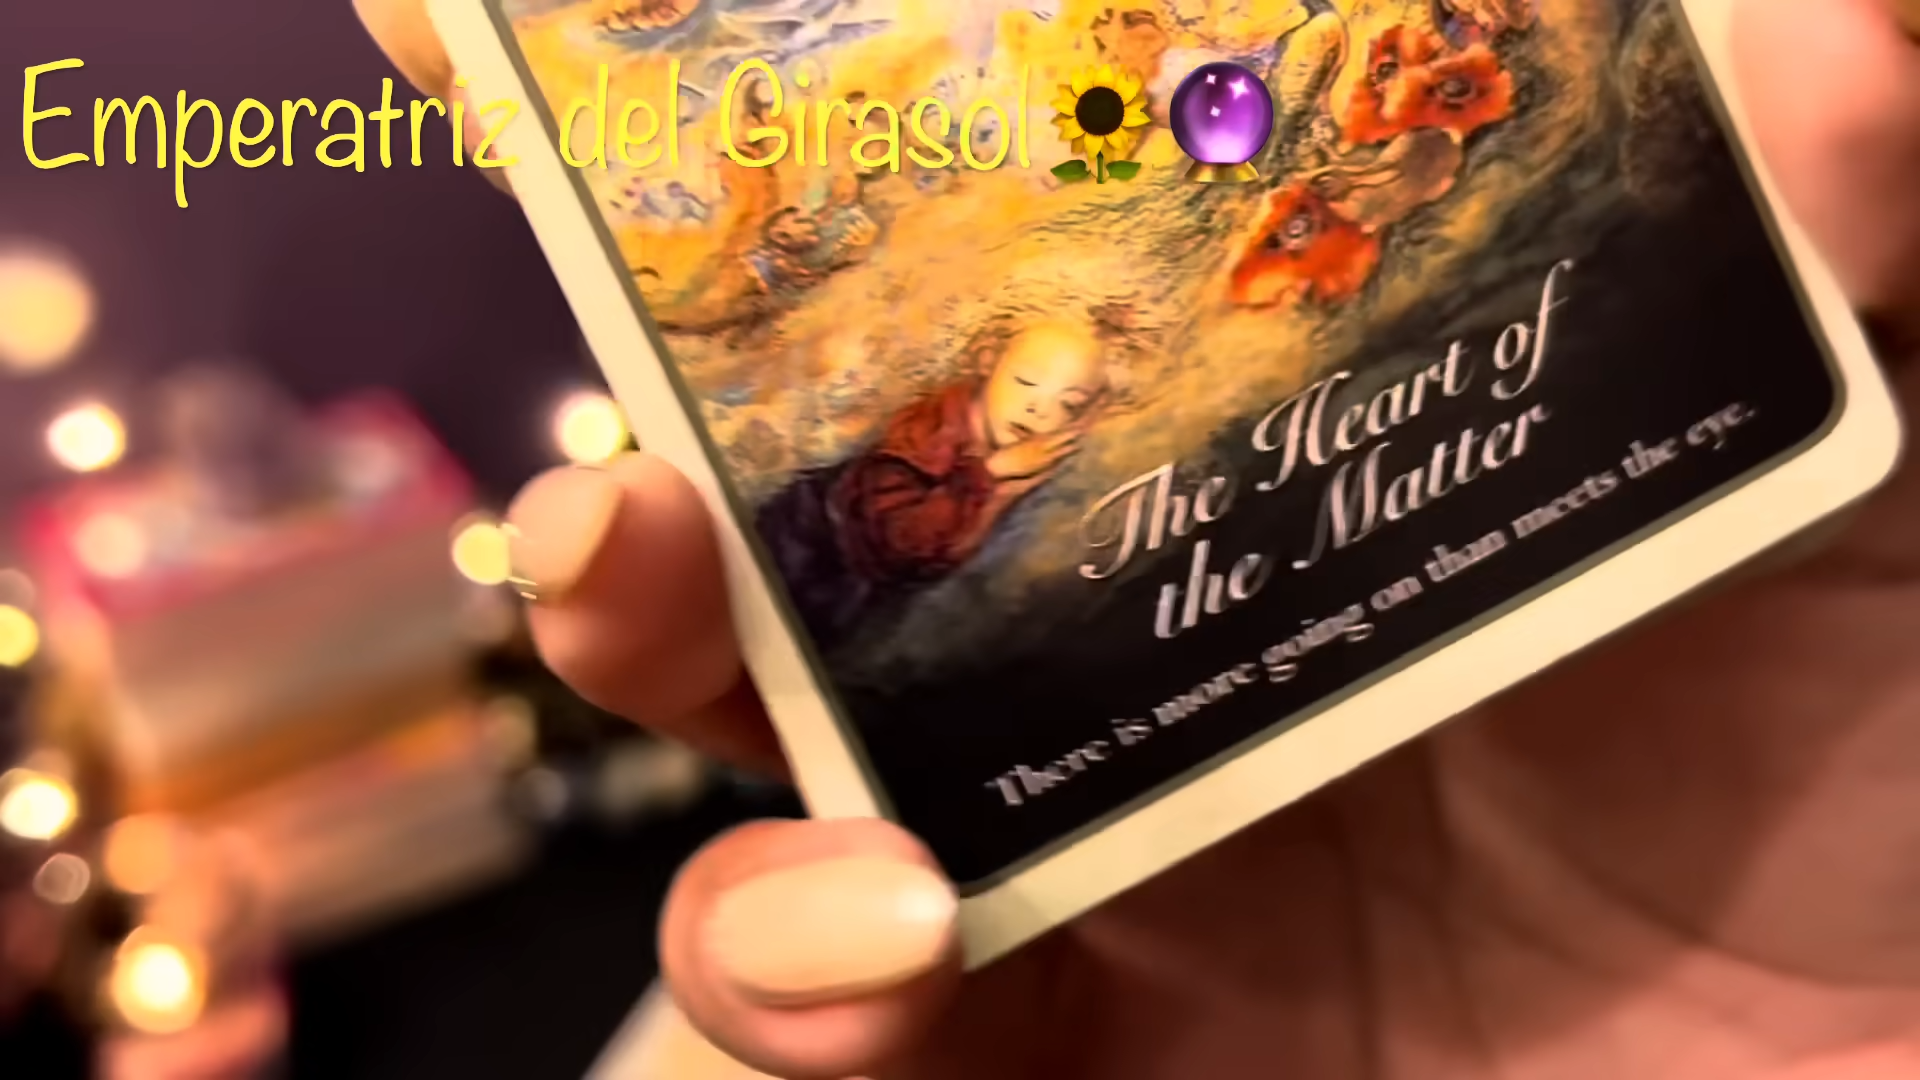 Emperatriz del Girasol🌻🔮
The Heart of
the Matter
There is more going on than meets the eye.